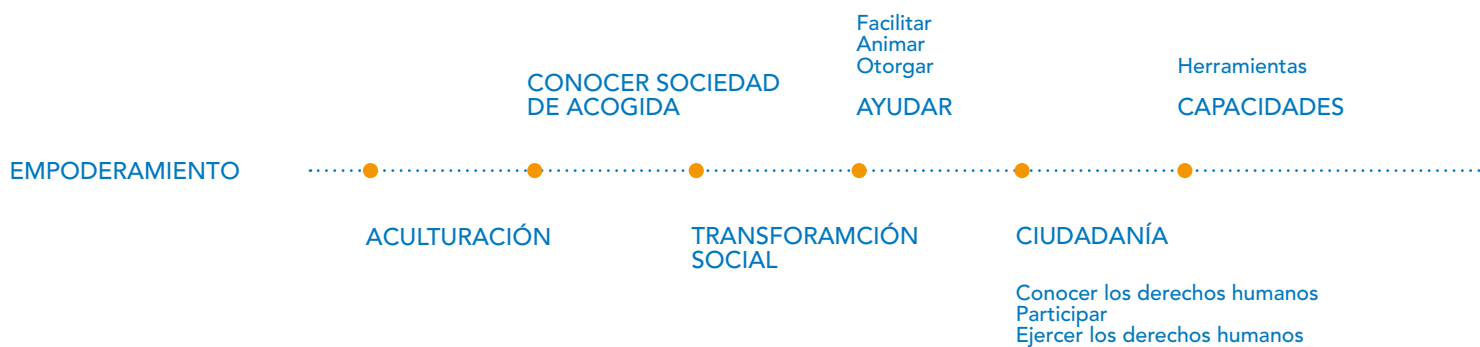 Facilitar
Animar
Otorgar
Herramientas
CONOCER SOCIEDAD
DE ACOGIDA
AYUDAR
CAPACIDADES
EMPODERAMIENTO
ACULTURACIÓN
TRANSFORAMCIÓN
SOCIAL
CIUDADANÍA
Conocer los derechos humanos
Participar
Ejercer los derechos humanos